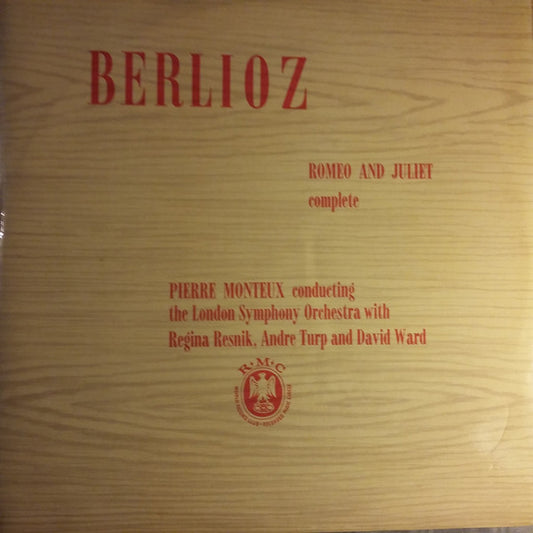 BERLIOZ
ROMEO AND JULIET
complete
PIERRE MONTEUX conducting
the London Symphony Orchestra with
Regina Resnik, Andre Turp and David Ward
R·M·C